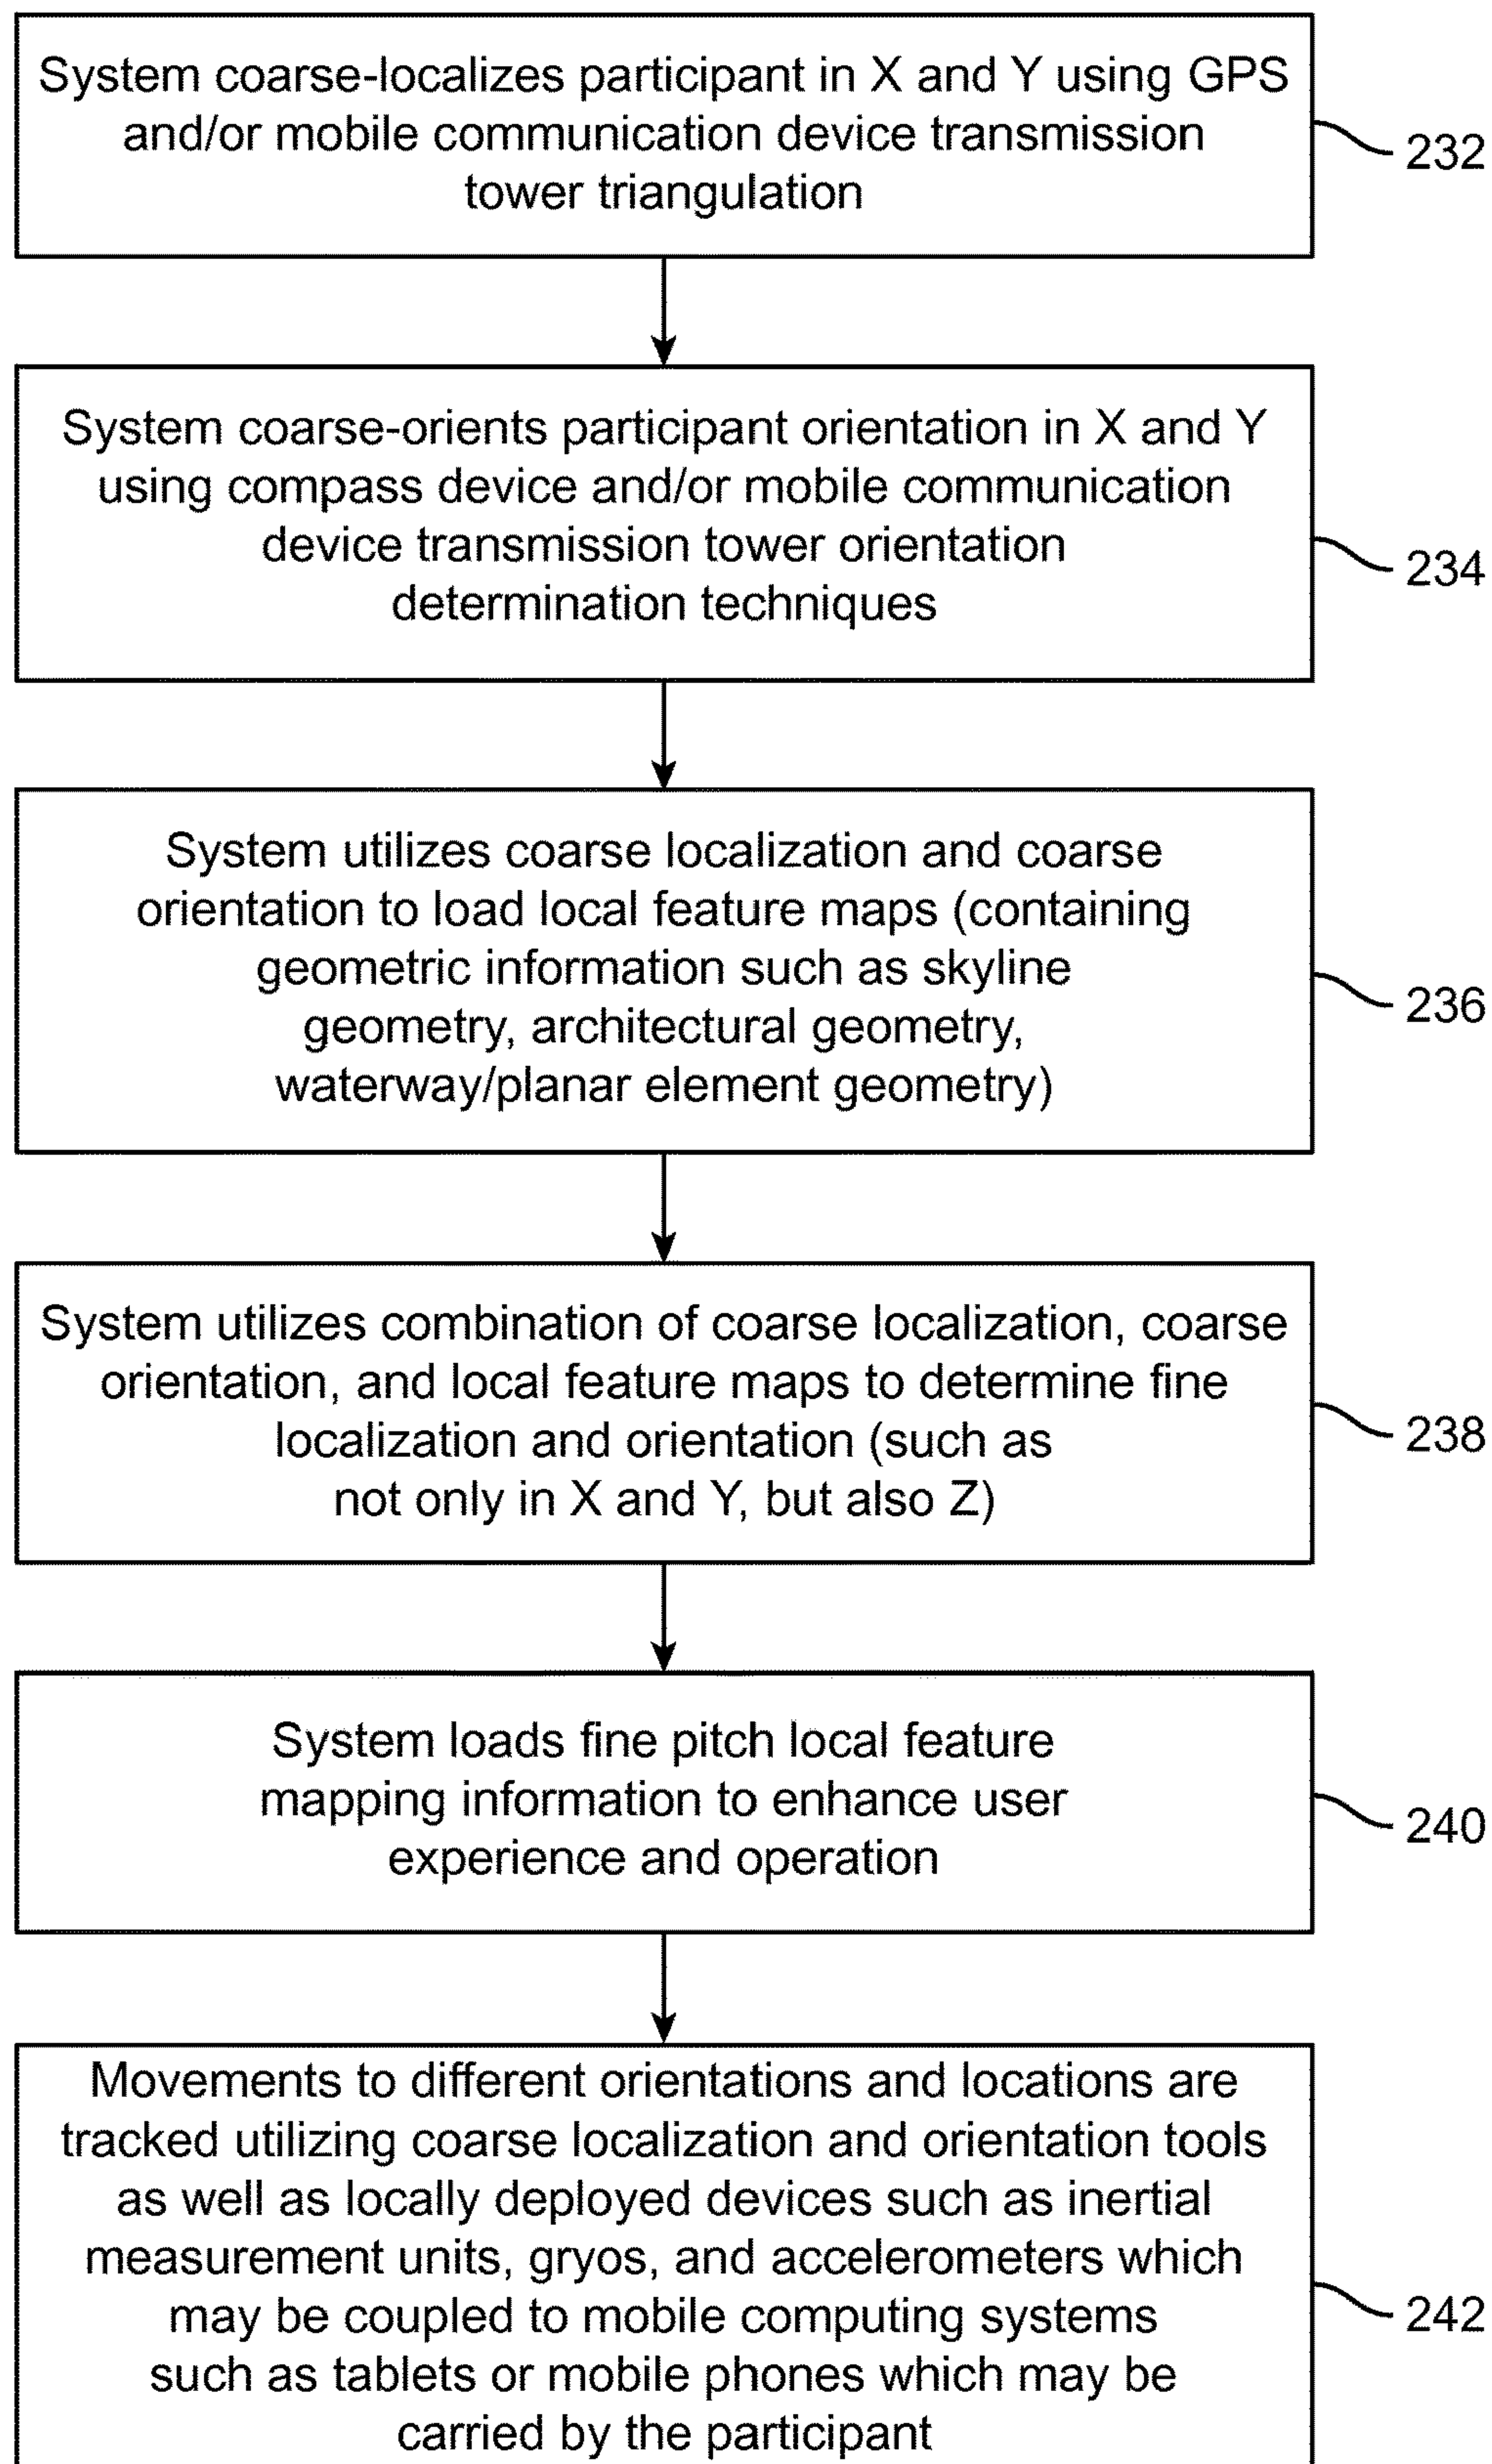 System coarse-localizes participant in X and Y using GPS
and/or mobile communication device transmission
tower triangulation
232
System coarse-orients participant orientation in X and Y
using compass device and/or mobile communication
device transmission tower orientation
determination techniques
234
System utilizes coarse localization and coarse
orientation to load local feature maps (containing
geometric information such as skyline
geometry, architectural geometry,
waterway/planar element geometry)
236
System utilizes combination of coarse localization, coarse
orientation, and local feature maps to determine fine
localization and orientation (such as
not only in X and Y, but also Z)
238
System loads fine pitch local feature
mapping information to enhance user
experience and operation
240
Movements to different orientations and locations are
tracked utilizing coarse localization and orientation tools
as well as locally deployed devices such as inertial
measurement units, gryos, and accelerometers which
may be coupled to mobile computing systems
such as tablets or mobile phones which may be
carried by the participant
242